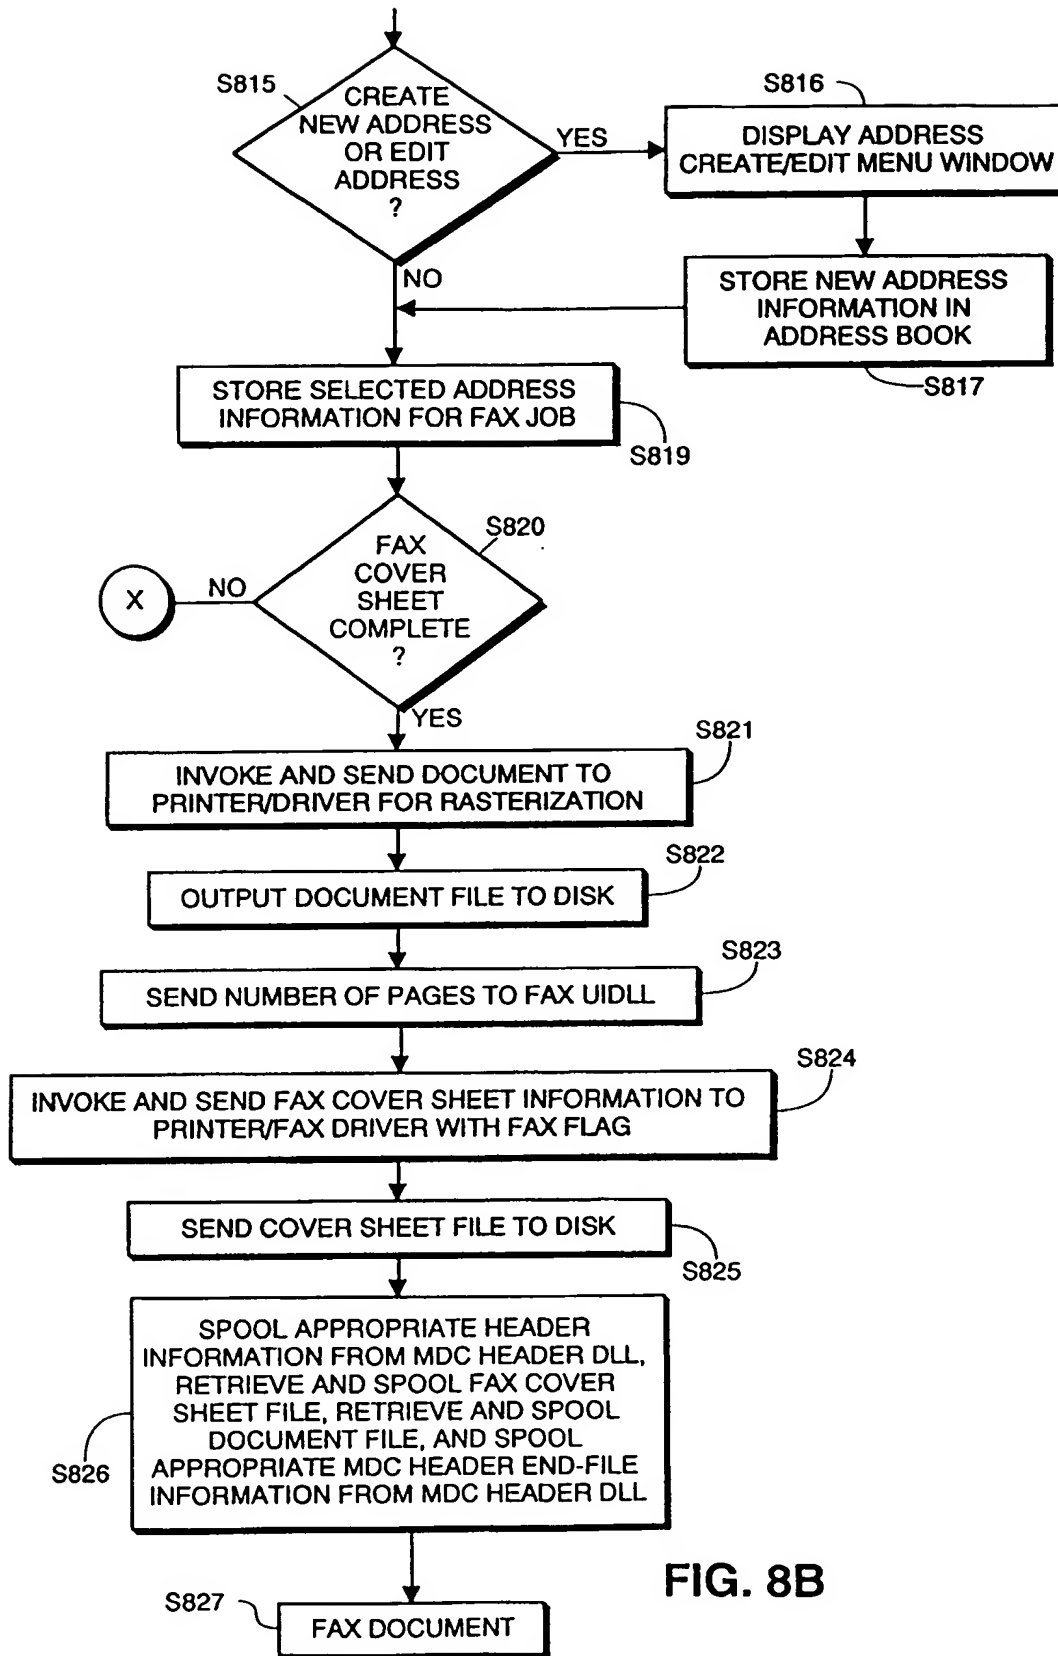 S815
CREATE
NEW ADDRESS
OR EDIT
ADDRESS
?
YES
S816
DISPLAY ADDRESS
CREATE/EDIT MENU WINDOW
NO
STORE NEW ADDRESS
INFORMATION IN
ADDRESS BOOK
S817
STORE SELECTED ADDRESS
INFORMATION FOR FAX JOB
S819
S820
FAX
COVER
SHEET
COMPLETE
?
NO
X
YES
S821
INVOKE AND SEND DOCUMENT TO
PRINTER/DRIVER FOR RASTERIZATION
S822
OUTPUT DOCUMENT FILE TO DISK
S823
SEND NUMBER OF PAGES TO FAX UIDLL
S824
INVOKE AND SEND FAX COVER SHEET INFORMATION TO
PRINTER/FAX DRIVER WITH FAX FLAG
SEND COVER SHEET FILE TO DISK
S825
SPOOL APPROPRIATE HEADER
INFORMATION FROM MDC HEADER DLL,
RETRIEVE AND SPOOL FAX COVER
SHEET FILE, RETRIEVE AND SPOOL
DOCUMENT FILE, AND SPOOL
APPROPRIATE MDC HEADER END-FILE
INFORMATION FROM MDC HEADER DLL
S826
S827
FAX DOCUMENT
FIG. 8B